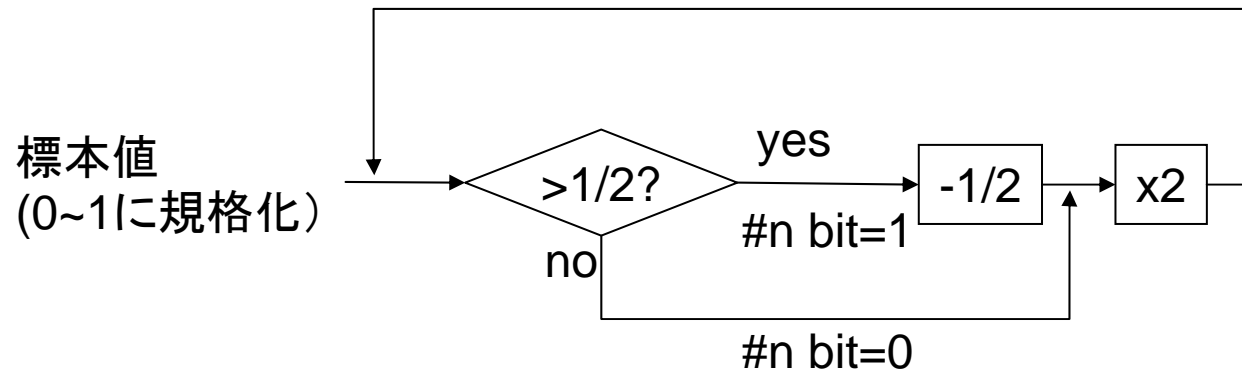 標本値
(0~1に規格化）
>1/2?
yes
#n bit=1
-1/2
x2
no
#n bit=0